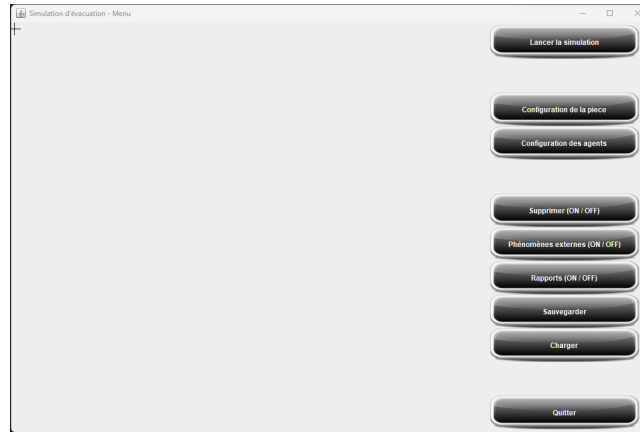 Simulation d'évacuation - Menu
Lancer la simulation
Configuration de la piece
Configuration des agents
Supprimer (ON / OFF)
Phénomènes externes (ON / OFF)
Rapports (ON / OFF)
Sauvegarder
Charger
Quitter